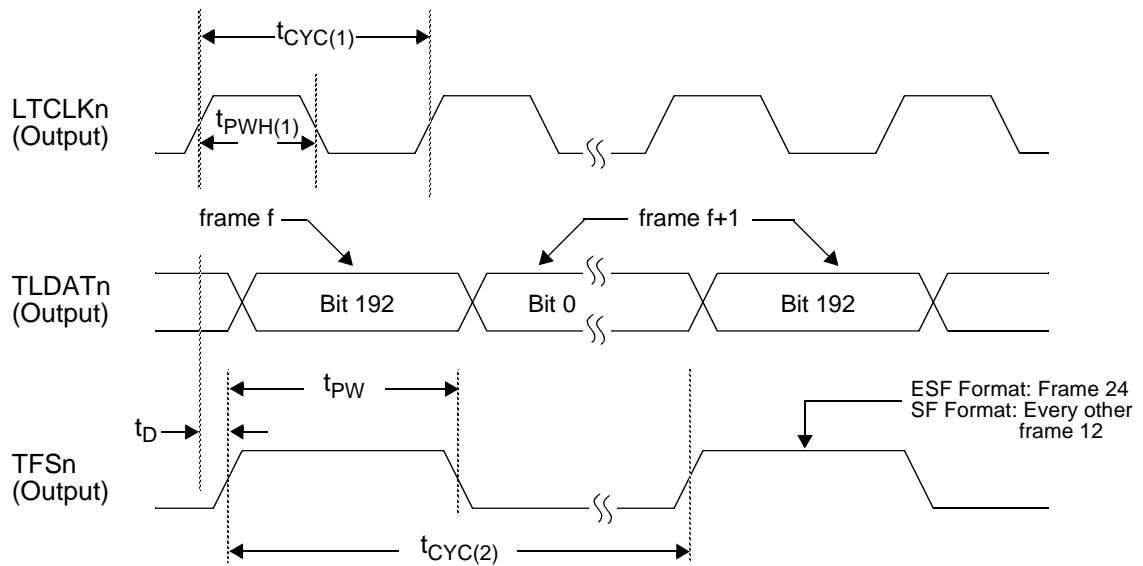 tCYC(1)
LTCLKn
(Output)
tPWH(1)
frame f
frame f+1
TLDATn
(Output)
Bit 192
Bit 0
Bit 192
tPW
ESF Format: Frame 24
SF Format: Every other
frame 12
tD
TFSn
(Output)
tCYC(2)